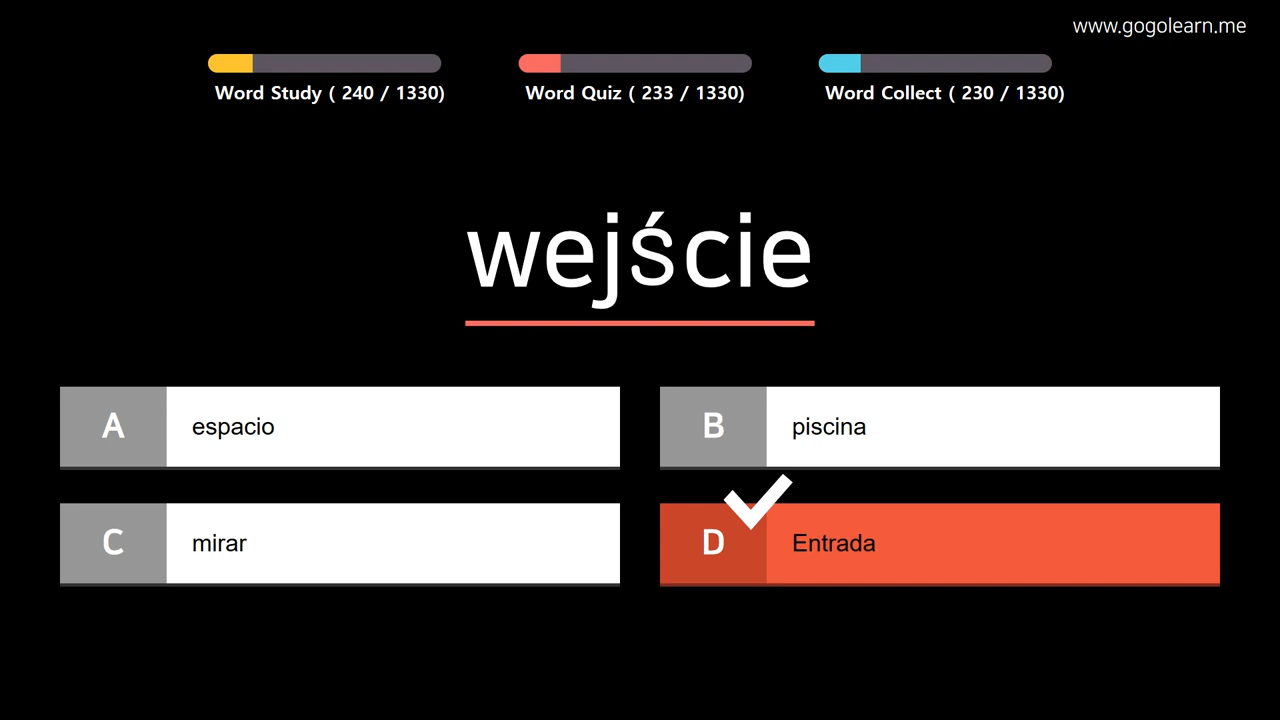 www.gogolearn.me
Word Study ( 240 / 1330)
Word Quiz ( 233 / 1330)
Word Collect ( 230 / 1330)
wejście
A espacio
B piscina
C mirar
D Entrada